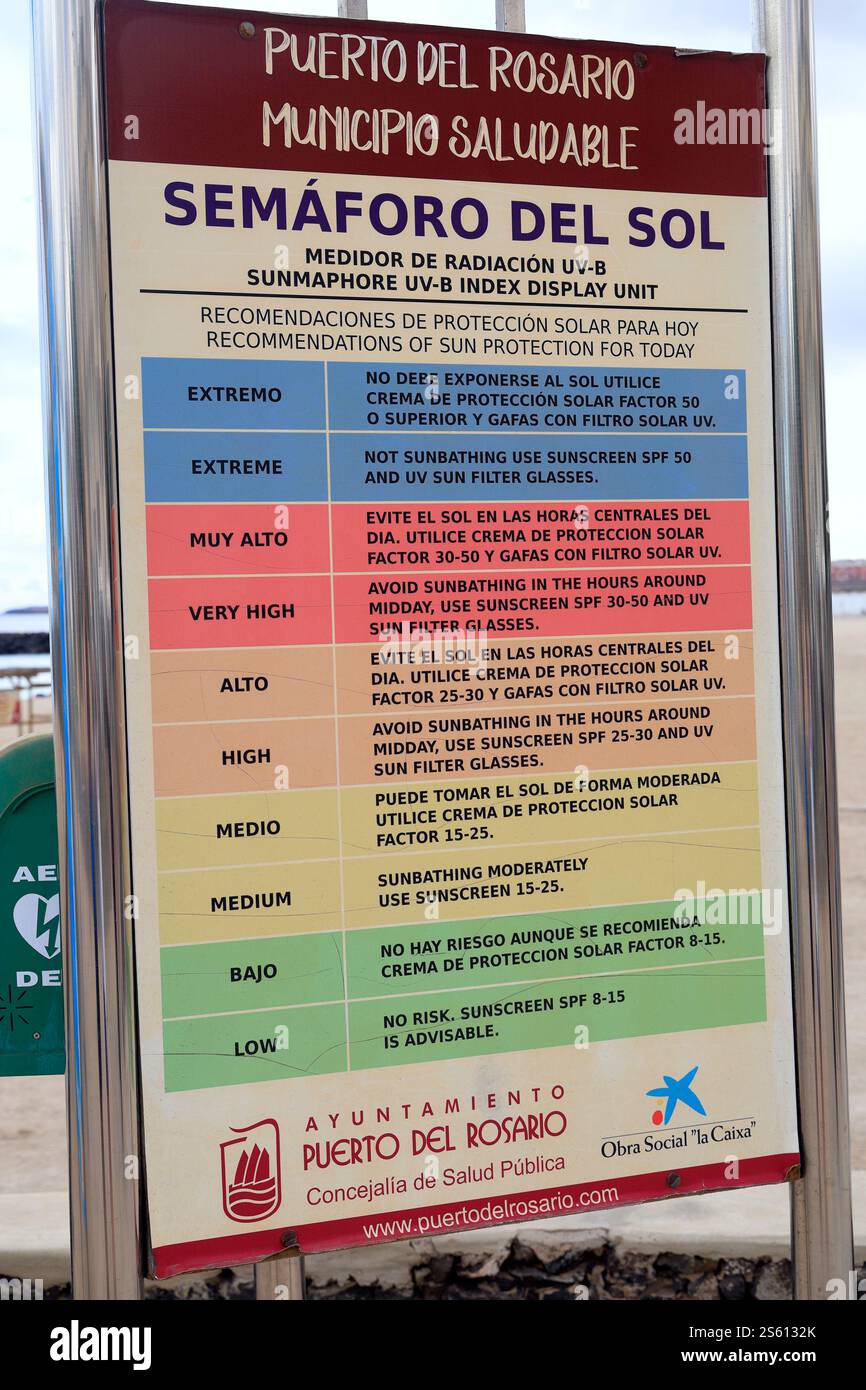 PUERTO DEL ROSARIO
MUNICIPIO SALUDABLE
SEMÁFORO DEL SOL
MEDIDOR DE RADIACIÓN UV-B
SUNMAPHORE UV-B INDEX DISPLAY UNIT
RECOMENDACIONES DE PROTECCIÓN SOLAR PARA HOY
RECOMMENDATIONS OF SUN PROTECTION FOR TODAY
EXTREMO
NO DEBE EXPONERSE AL SOL UTILICE
CREMA DE PROTECCIÓN SOLAR FACTOR 50
O SUPERIOR Y GAFAS CON FILTRO SOLAR UV.
EXTREME
NOT SUNBATHING USE SUNSCREEN SPF 50
AND UV SUN FILTER GLASSES.
MUY ALTO
EVITE EL SOL EN LAS HORAS CENTRALES DEL
DIA. UTILICE CREMA DE PROTECCION SOLAR
FACTOR 30-50 Y GAFAS CON FILTRO SOLAR UV.
VERY HIGH
AVOID SUNBATHING IN THE HOURS AROUND
MIDDAY, USE SUNSCREEN SPF 30-50 AND UV
SUN FILTER GLASSES.
ALTO
EVITE EL SOL EN LAS HORAS CENTRALES DEL
DIA. UTILICE CREMA DE PROTECCION SOLAR
FACTOR 25-30 Y GAFAS CON FILTRO SOLAR UV.
HIGH
AVOID SUNBATHING IN THE HOURS AROUND
MIDDAY, USE SUNSCREEN SPF 25-30 AND UV
SUN FILTER GLASSES.
MEDIO
PUEDE TOMAR EL SOL DE FORMA MODERADA
UTILICE CREMA DE PROTECCION SOLAR
FACTOR 15-25.
MEDIUM
SUNBATHING MODERATELY
USE SUNSCREEN 15-25.
BAJO
NO HAY RIESGO AUNQUE SE RECOMIENDA
CREMA DE PROTECCION SOLAR FACTOR 8-15.
LOW
NO RISK. SUNSCREEN SPF 8-15
IS ADVISABLE.
AYUNTAMIENTO
PUERTO DEL ROSARIO
Concejalía de Salud Pública
Obra Social "la Caixa"
www.puertodelrosario.com
AE
DE
alamy
Image ID: 2S6132K
www.alamy.com